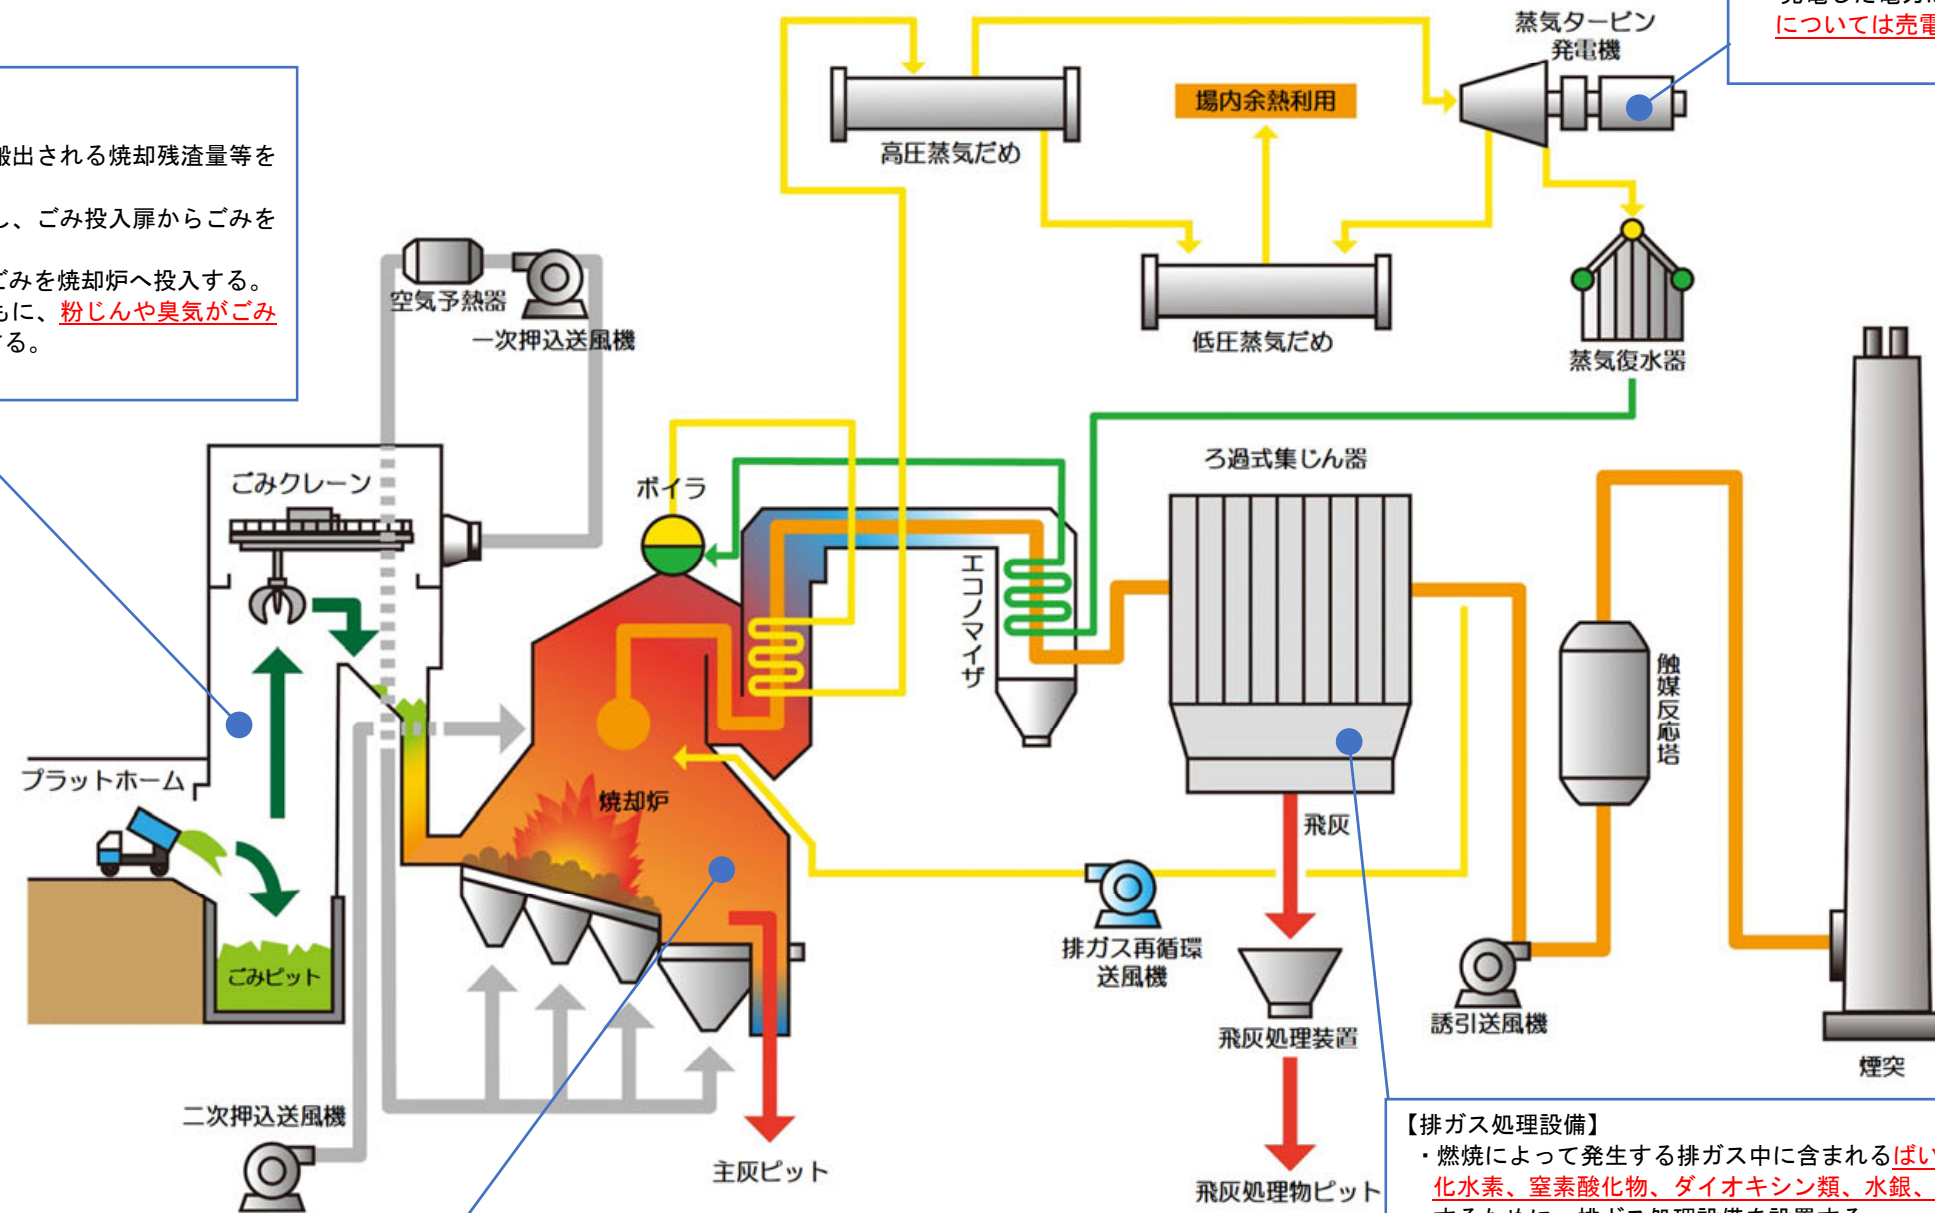 については売電
蒸気タービン
発電機
搬出される焼却残渣量等を
し、ごみ投入扉からごみを
ごみを焼却炉へ投入する。
もに、粉じんや臭気がごみ
する。
場内余熱利用
高圧蒸気だめ
低圧蒸気だめ
蒸気復水器
空気予熱器
一次押込送風機
ごみクレーン
ボイラ
エコノマイザ
ろ過式集じん器
触媒反応塔
プラットホーム
焼却炉
飛灰
ごみピット
排ガス再循環
送風機
飛灰処理装置
誘引送風機
煙突
二次押込送風機
主灰ピット
飛灰処理物ピット
【排ガス処理設備】
・燃焼によって発生する排ガス中に含まれるばい
化水素、窒素酸化物、ダイオキシン類、水銀、